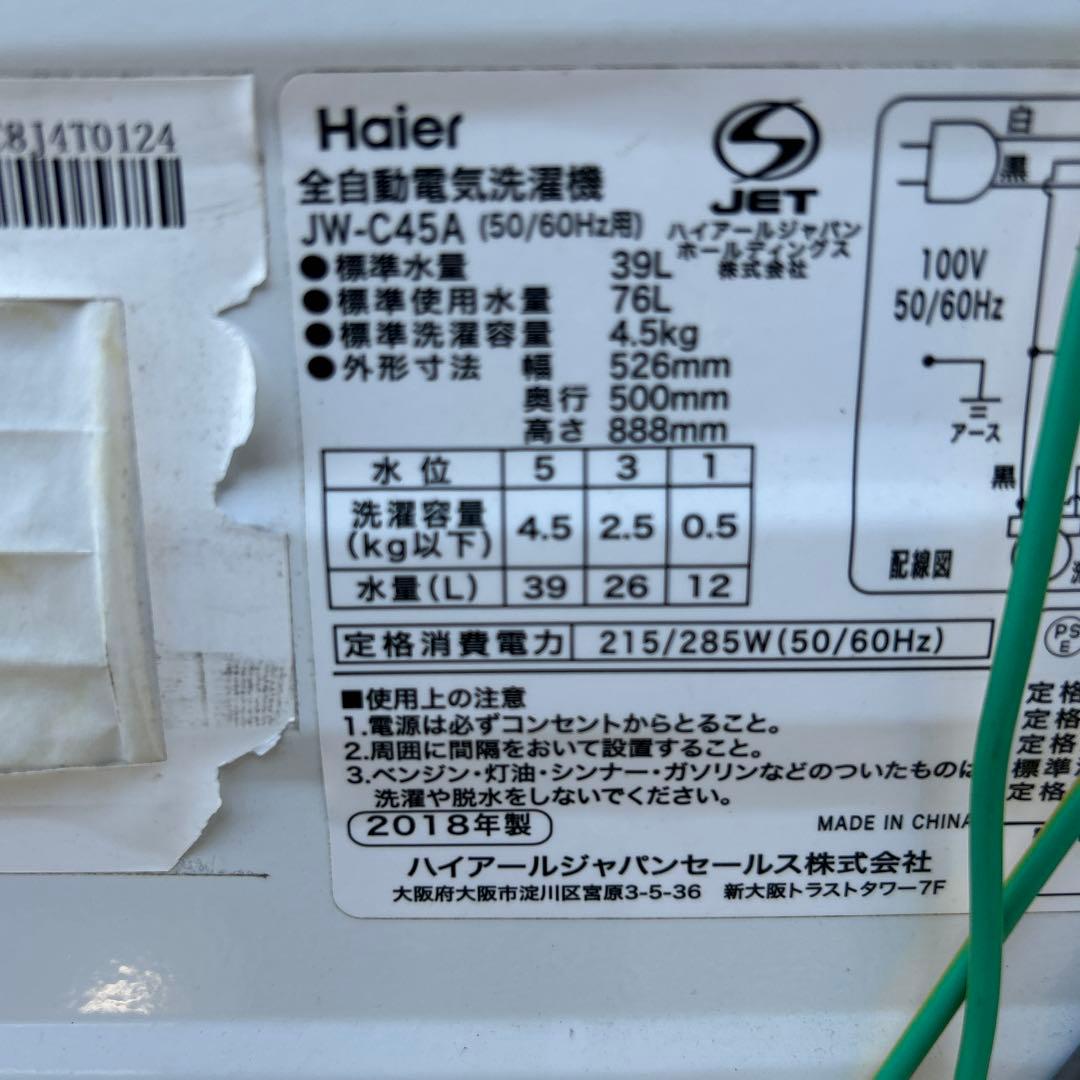 C8J4T0124
Haier
全自動電気洗濯機
JW-C45A (50/60Hz用)
JET
ハイアールジャパン
ホールディングス
株式会社
●標準水量 39L
●標準使用水量 76L
●標準洗濯容量 4.5kg
●外形寸法 幅 526mm
奥行 500mm
高さ 888mm
水位 5 3 1
洗濯容量(kg以下) 4.5 2.5 0.5
水量(L) 39 26 12
定格消費電力 215/285W(50/60Hz)
■使用上の注意
1.電源は必ずコンセントからとること。
2.周囲に間隔をおいて設置すること。
3.ベンジン・灯油・シンナー・ガソリンなどのついたものは
洗濯や脱水をしないでください。
2018年製
MADE IN CHINA
ハイアールジャパンセールス株式会社
大阪府大阪市淀川区宮原3-5-36 新大阪トラストタワー7F
白
黒
100V
50/60Hz
アース
黒
配線図
PS
E
定格
定格
定格
標準
定格